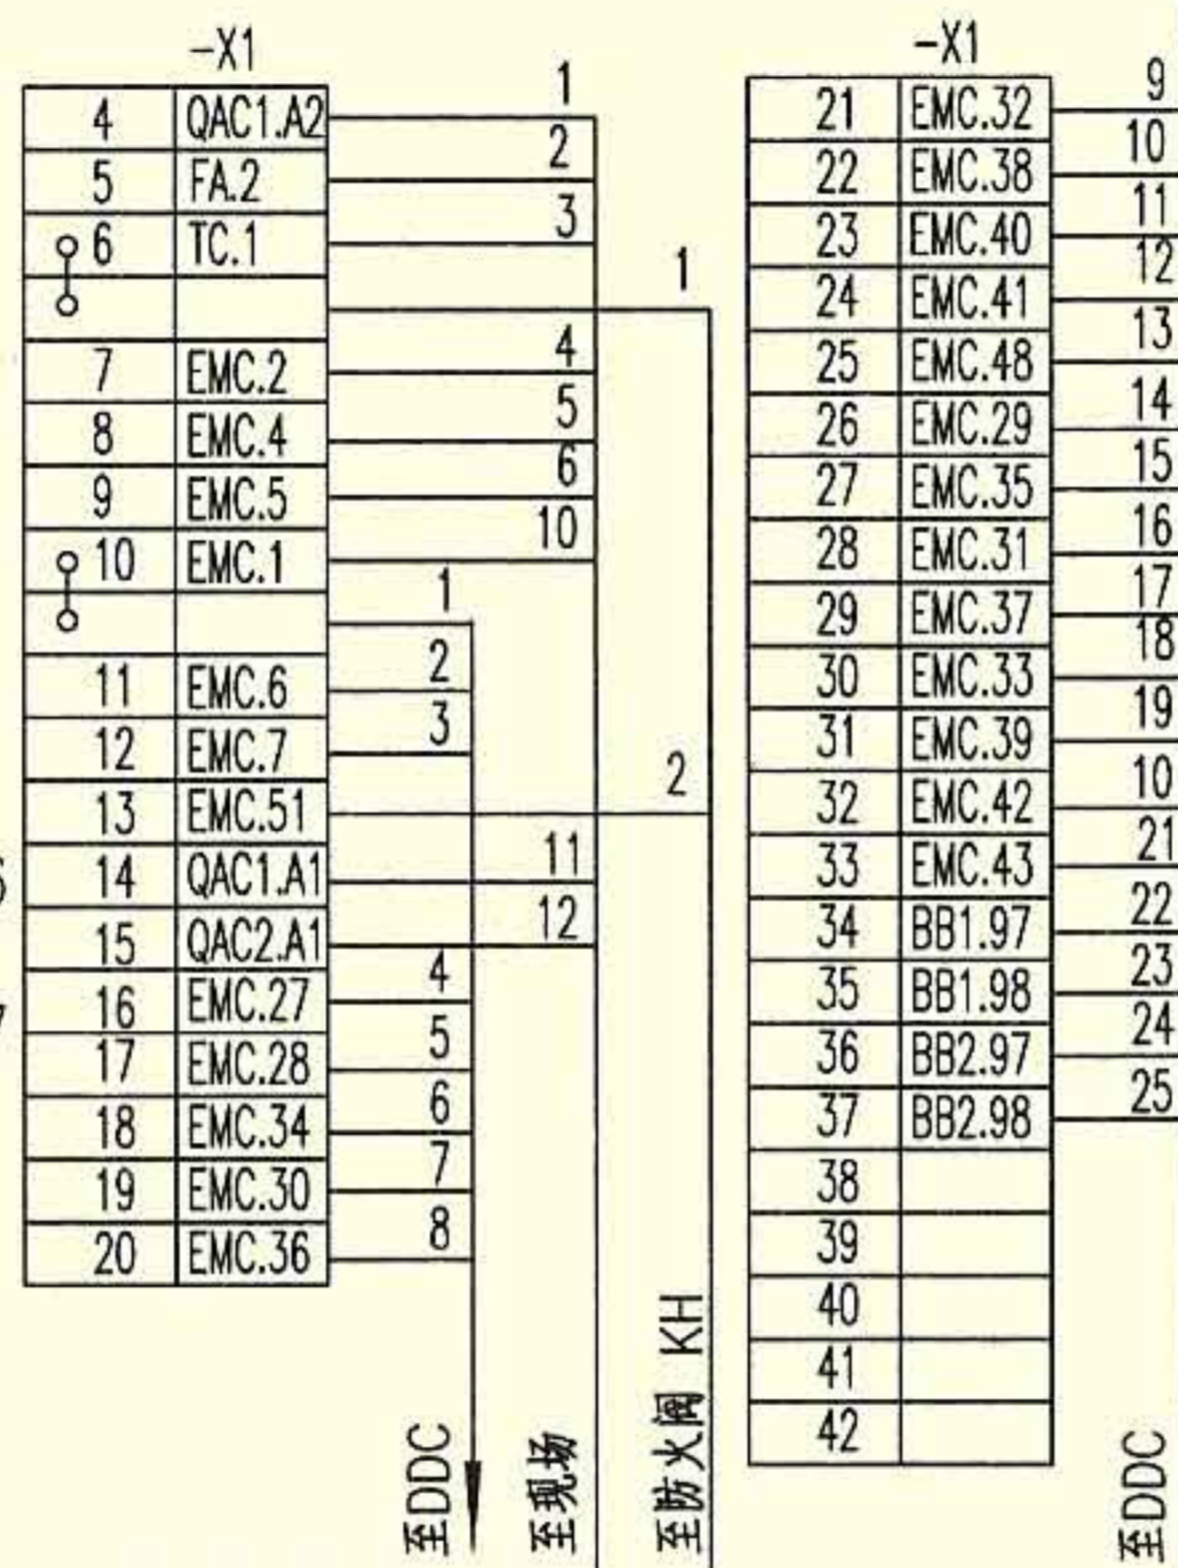 -X1
4 QAC1.A2 1
5 FA.2 2
6 TC.1 3
1
7 EMC.2 4
8 EMC.4 5
9 EMC.5 6
10 EMC.1 10
1
11 EMC.6 2
12 EMC.7 3
13 EMC.51 2
14 QAC1.A1 11
15 QAC2.A1 12
16 EMC.27 4
17 EMC.28 5
18 EMC.34 6
19 EMC.30 7
20 EMC.36 8
至DDC
至现场
至防火阀 KH
-X1
21 EMC.32 9
22 EMC.38 10
23 EMC.40 11
24 EMC.41 12
25 EMC.48 13
26 EMC.29 14
27 EMC.35 15
28 EMC.31 16
29 EMC.37 17
30 EMC.33 18
31 EMC.39 19
32 EMC.42 10
33 EMC.43 21
34 BB1.97 22
35 BB1.98 23
36 BB2.97 24
37 BB2.98 25
38
39
40
41
42
至DDC